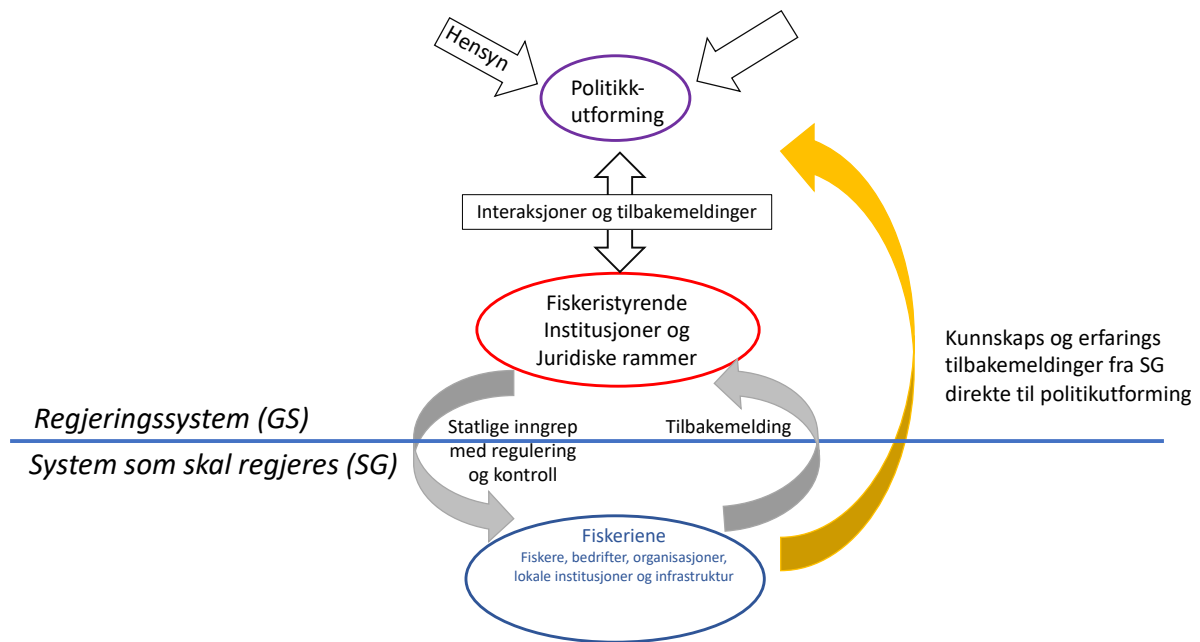 Hensyn
Politikk-
utforming
Interaksjoner og tilbakemeldinger
Fiskeristyrende
Institusjoner og
Juridiske rammer
Kunnskaps og erfarings
tilbakemeldinger fra SG
direkte til politikutforming
Regjeringssystem (GS)
Statlige inngrep
med regulering
og kontroll
Tilbakemelding
System som skal regjeres (SG)
Fiskeriene
Fiskere, bedrifter, organisasjoner,
lokale institusjoner og infrastruktur